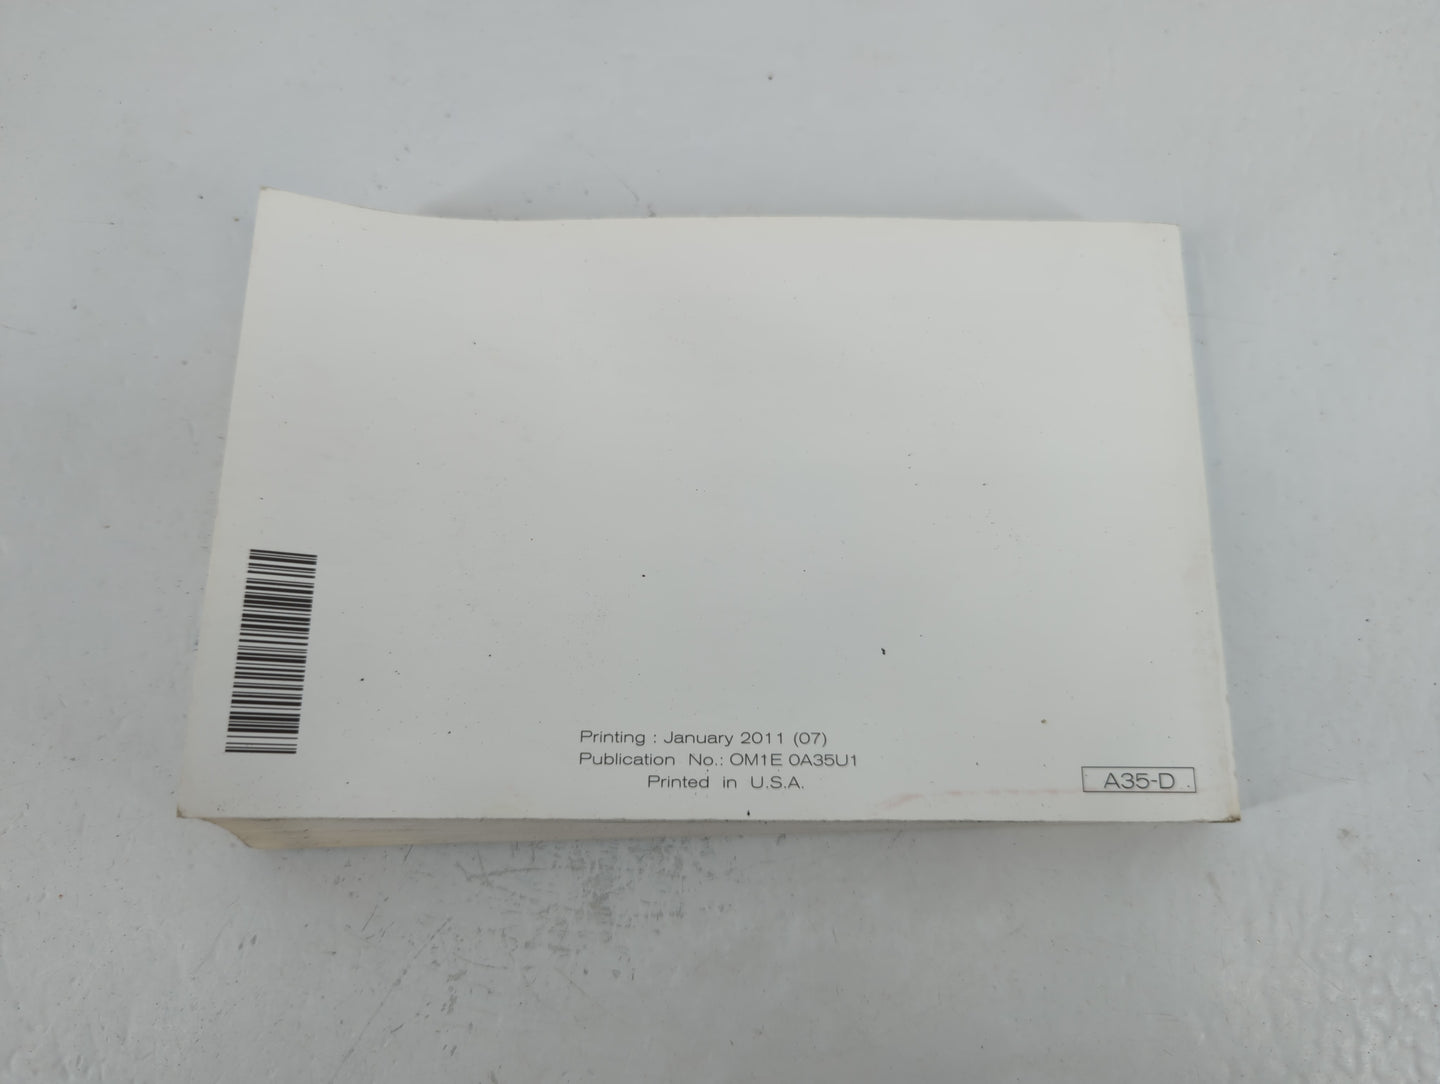 Printing : January 2011 (07)
Publication No.: OM1E 0A35U1
Printed in U.S.A.
A35-D